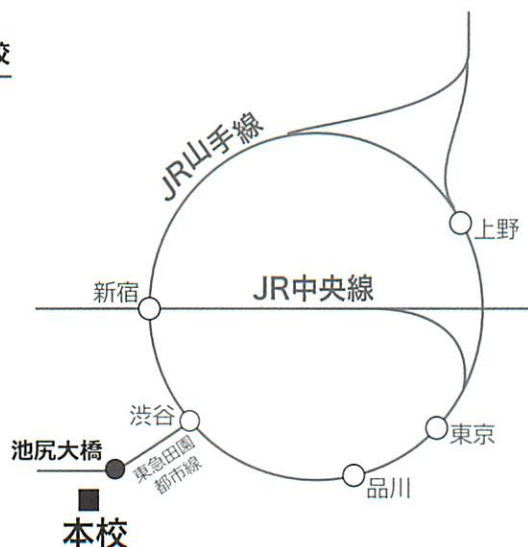 校
JR山手線
上野
新宿
JR中央線
渋谷
東京
池尻大橋
東急田園
都市線
品川
本校